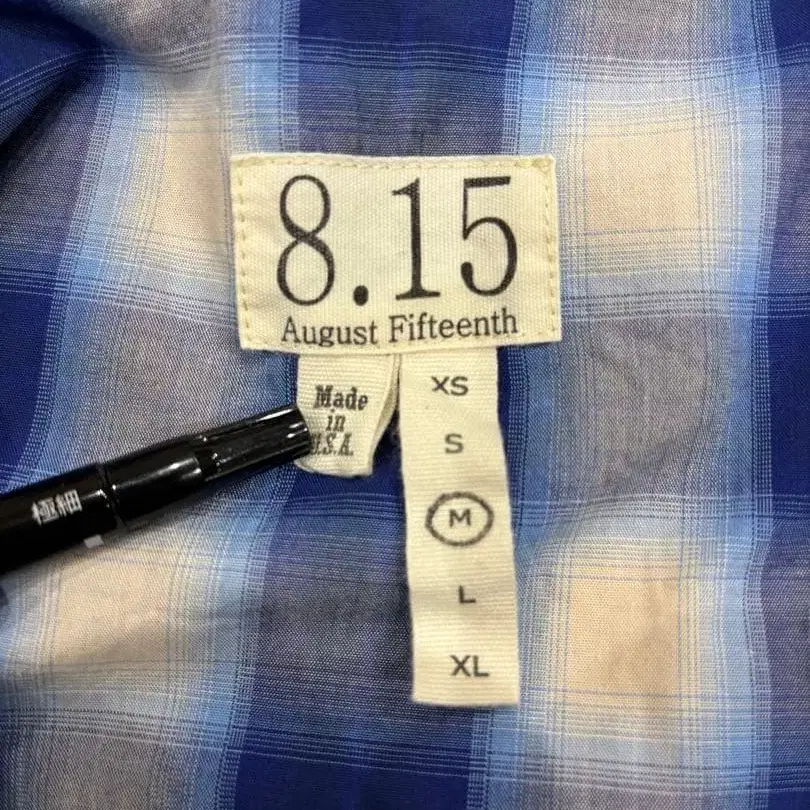 8.15
August Fifteenth
Made
in
U.S.A.
XS
S
M
L
XL
極細